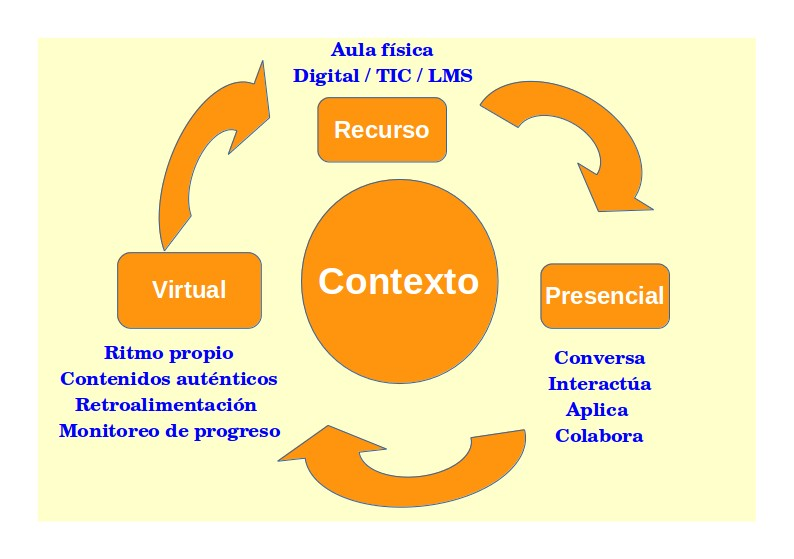 Aula física
Digital / TIC / LMS
Recurso
Contexto
Virtual
Presencial
Ritmo propio
Contenidos auténticos
Retroalimentación
Monitoreo de progreso
Conversa
Interactúa
Aplica
Colabora